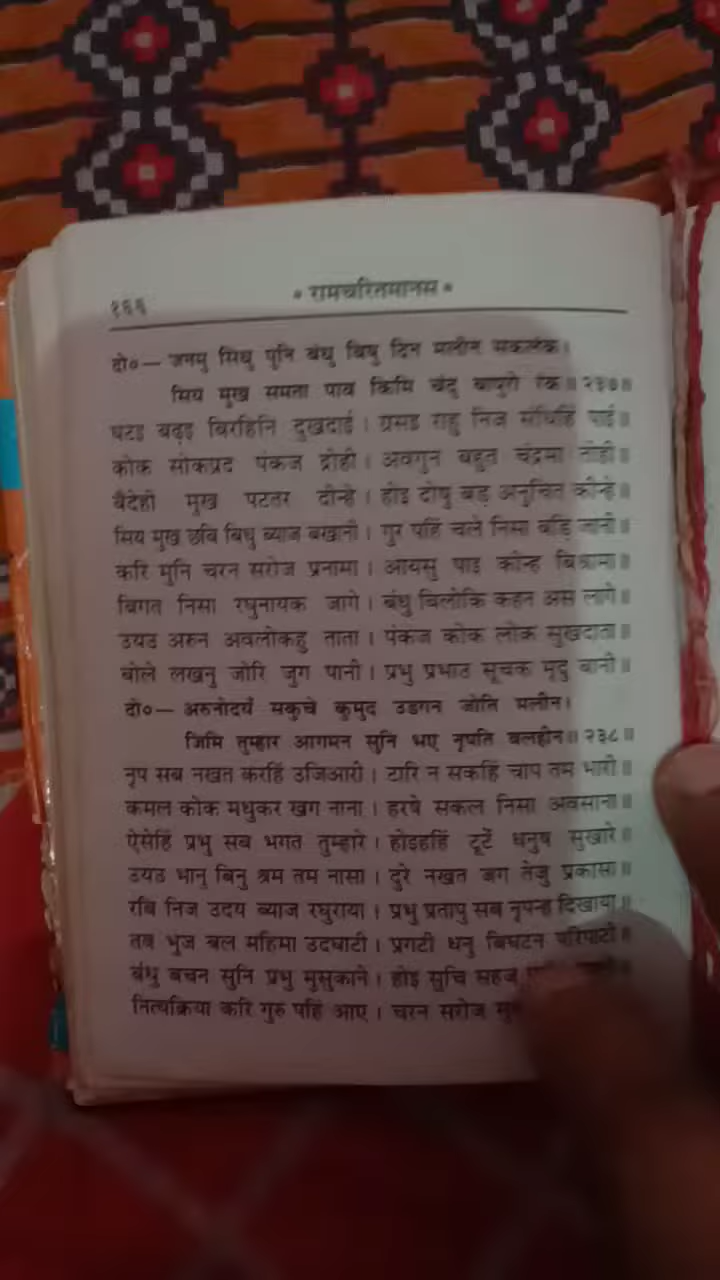 १६६
* रामचरितमानस *
दो०— जनमु सिंधु पुनि बंधु बिषु दिन मलीन सकलंक।
सिय मुख समता पाव किमि चंदु बापुरो रंक॥ २३७॥
घटइ बढ़इ बिरहिनि दुखदाई। ग्रसइ राहु निज संधिहिं पाई॥
कोक सोकप्रद पंकज द्रोही। अवगुन बहुत चंद्रमा तोही॥
बैदेही मुख पटतर दीन्हे। होइ दोषु बड़ अनुचित कीन्हे॥
सिय मुख छबि बिधु ब्याज बखानी। गुर पहिं चले निसा बड़ि जानी॥
करि मुनि चरन सरोज प्रनामा। आयसु पाइ कीन्ह बिश्रामा॥
बिगत निसा रघुनायक जागे। बंधु बिलोकि कहन अस लागे॥
उयउ अरुन अवलोकहु ताता। पंकज कोक लोक सुखदाता॥
बोले लखनु जोरि जुग पानी। प्रभु प्रभाउ सूचक मृदु बानी॥
दो०— अरुनोदयँ सकुचे कुमुद उडगन जोति मलीन।
जिमि तुम्हार आगमन सुनि भए नृपति बलहीन॥ २३८॥
नृप सब नखत करहिं उजिआरी। टारि न सकहिं चाप तम भारी॥
कमल कोक मधुकर खग नाना। हरषे सकल निसा अवसाना॥
ऐसेहिं प्रभु सब भगत तुम्हारे। होइहहिं टूटें धनुष सुखारे॥
उयउ भानु बिनु श्रम तम नासा। दुरे नखत जग तेजु प्रकासा॥
रबि निज उदय ब्याज रघुराया। प्रभु प्रतापु सब नृपन्ह दिखाया॥
तव भुज बल महिमा उदघाटी। प्रगटी धनु बिघटन परिपाटी॥
बंधु बचन सुनि प्रभु मुसुकाने। होइ सुचि सहज
नित्यक्रिया करि गुरु पहिं आए। चरन सरोज